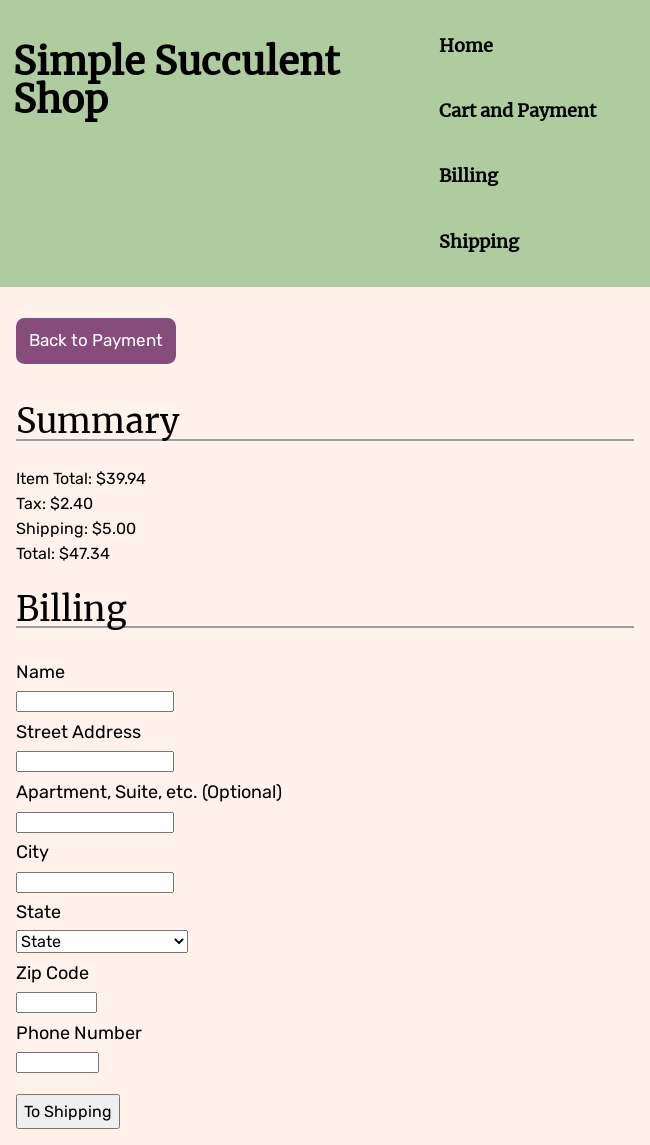 Simple Succulent
Shop
Home
Cart and Payment
Billing
Shipping
Back to Payment
Summary
Item Total: $39.94
Tax: $2.40
Shipping: $5.00
Total: $47.34
Billing
Name
Street Address
Apartment, Suite, etc. (Optional)
City
State
State
Zip Code
Phone Number
To Shipping